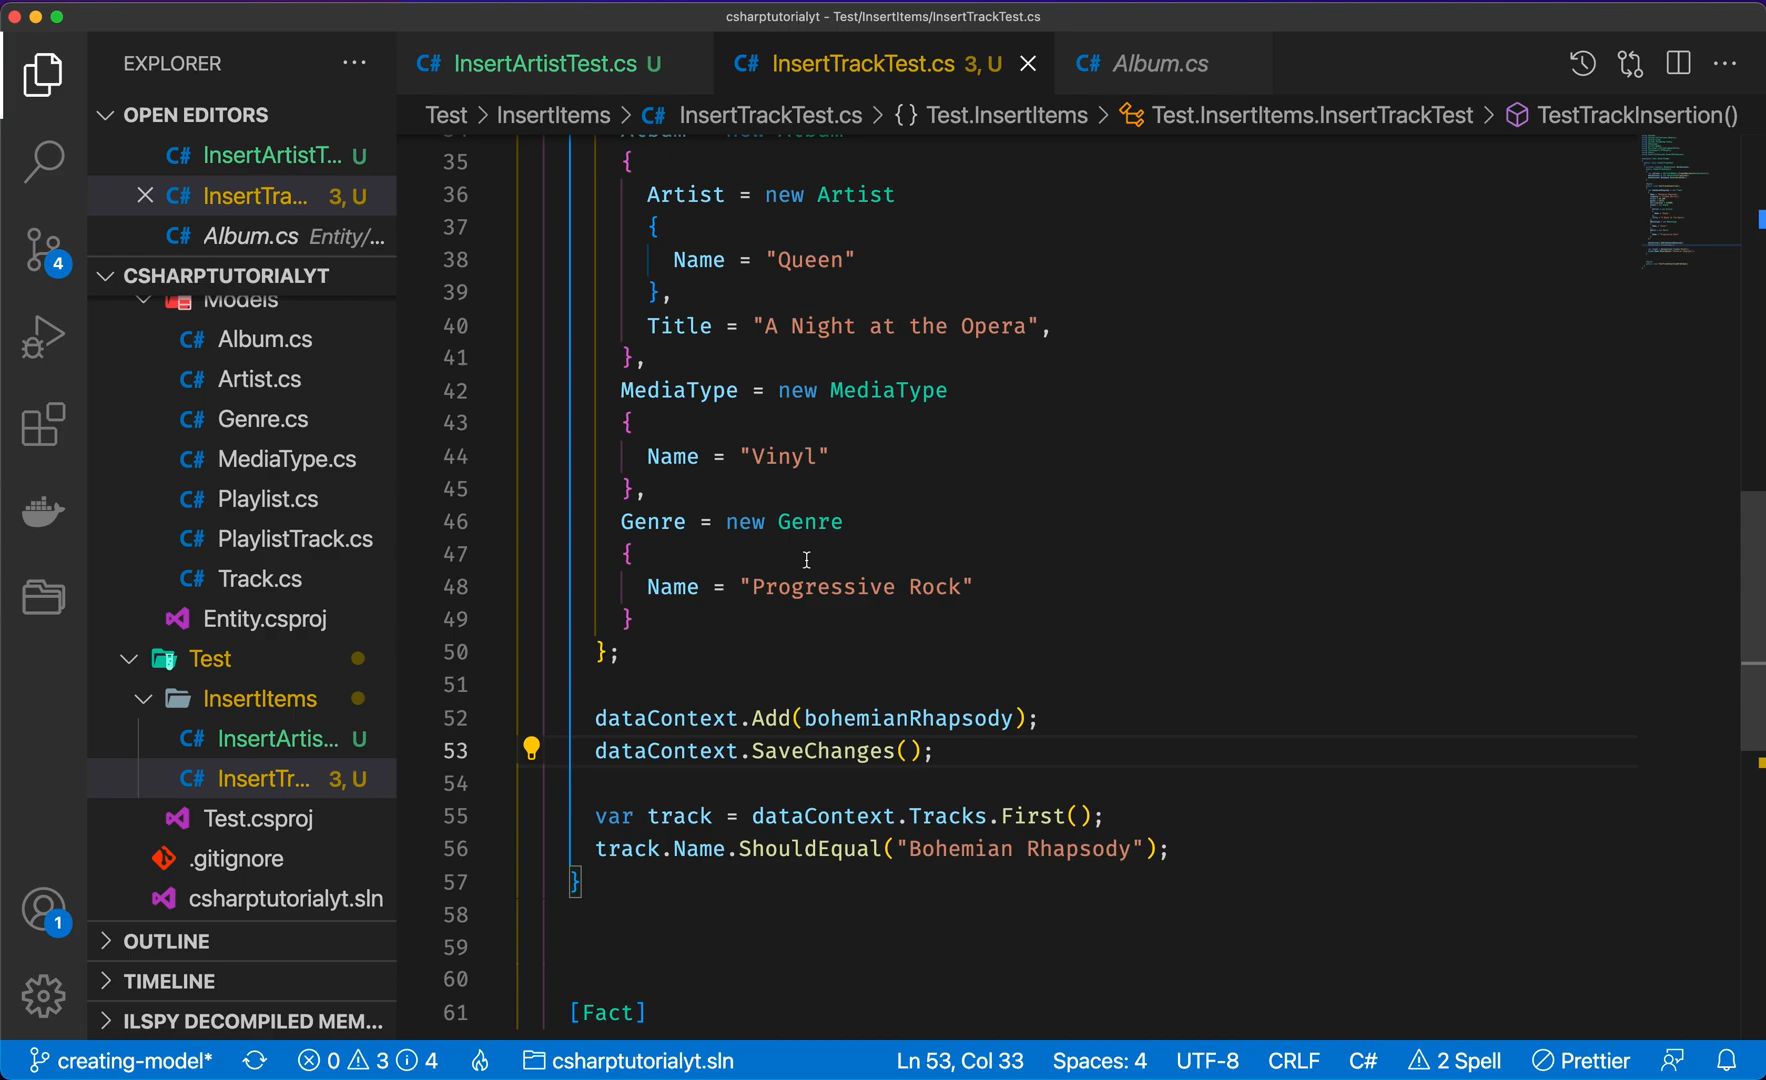 csharptutorialyt - Test/InsertItems/InsertTrackTest.cs
EXPLORER
C# InsertArtistTest.cs U
C# InsertTrackTest.cs 3, U
C# Album.cs
OPEN EDITORS
C# InsertArtistT... U
C# InsertTra... 3, U
C# Album.cs Entity/...
CSHARPTUTORIALYT
Models
C# Album.cs
C# Artist.cs
C# Genre.cs
C# MediaType.cs
C# Playlist.cs
C# PlaylistTrack.cs
C# Track.cs
Entity.csproj
Test
InsertItems
C# InsertArtis... U
C# InsertTr... 3, U
Test.csproj
.gitignore
csharptutorialyt.sln
OUTLINE
TIMELINE
ILSPY DECOMPILED MEM...
Test > InsertItems > C# InsertTrackTest.cs > {} Test.InsertItems > Test.InsertItems.InsertTrackTest > TestTrackInsertion()
35 {
36 Artist = new Artist
37 {
38 Name = "Queen"
39 },
40 Title = "A Night at the Opera",
41 },
42 MediaType = new MediaType
43 {
44 Name = "Vinyl"
45 },
46 Genre = new Genre
47 {
48 Name = "Progressive Rock"
49 }
50 };
51
52 dataContext.Add(bohemianRhapsody);
53 dataContext.SaveChanges();
54
55 var track = dataContext.Tracks.First();
56 track.Name.ShouldEqual("Bohemian Rhapsody");
57 }
58
59
60
61 [Fact]
4
1
creating-model* 0 3 4 csharptutorialyt.sln Ln 53, Col 33 Spaces: 4 UTF-8 CRLF C# 2 Spell Prettier